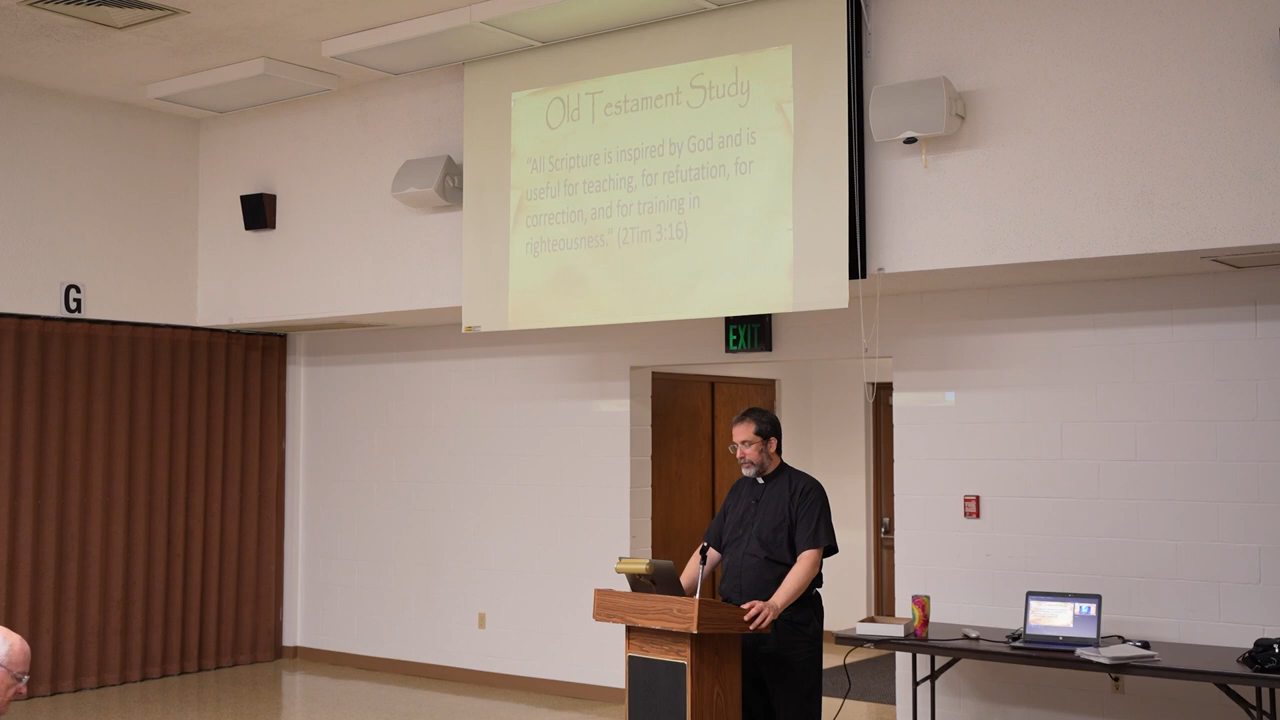 Old Testament Study
"All Scripture is inspired by God and is
useful for teaching, for refutation, for
correction, and for training in
righteousness." (2Tim 3:16)
G
EXIT